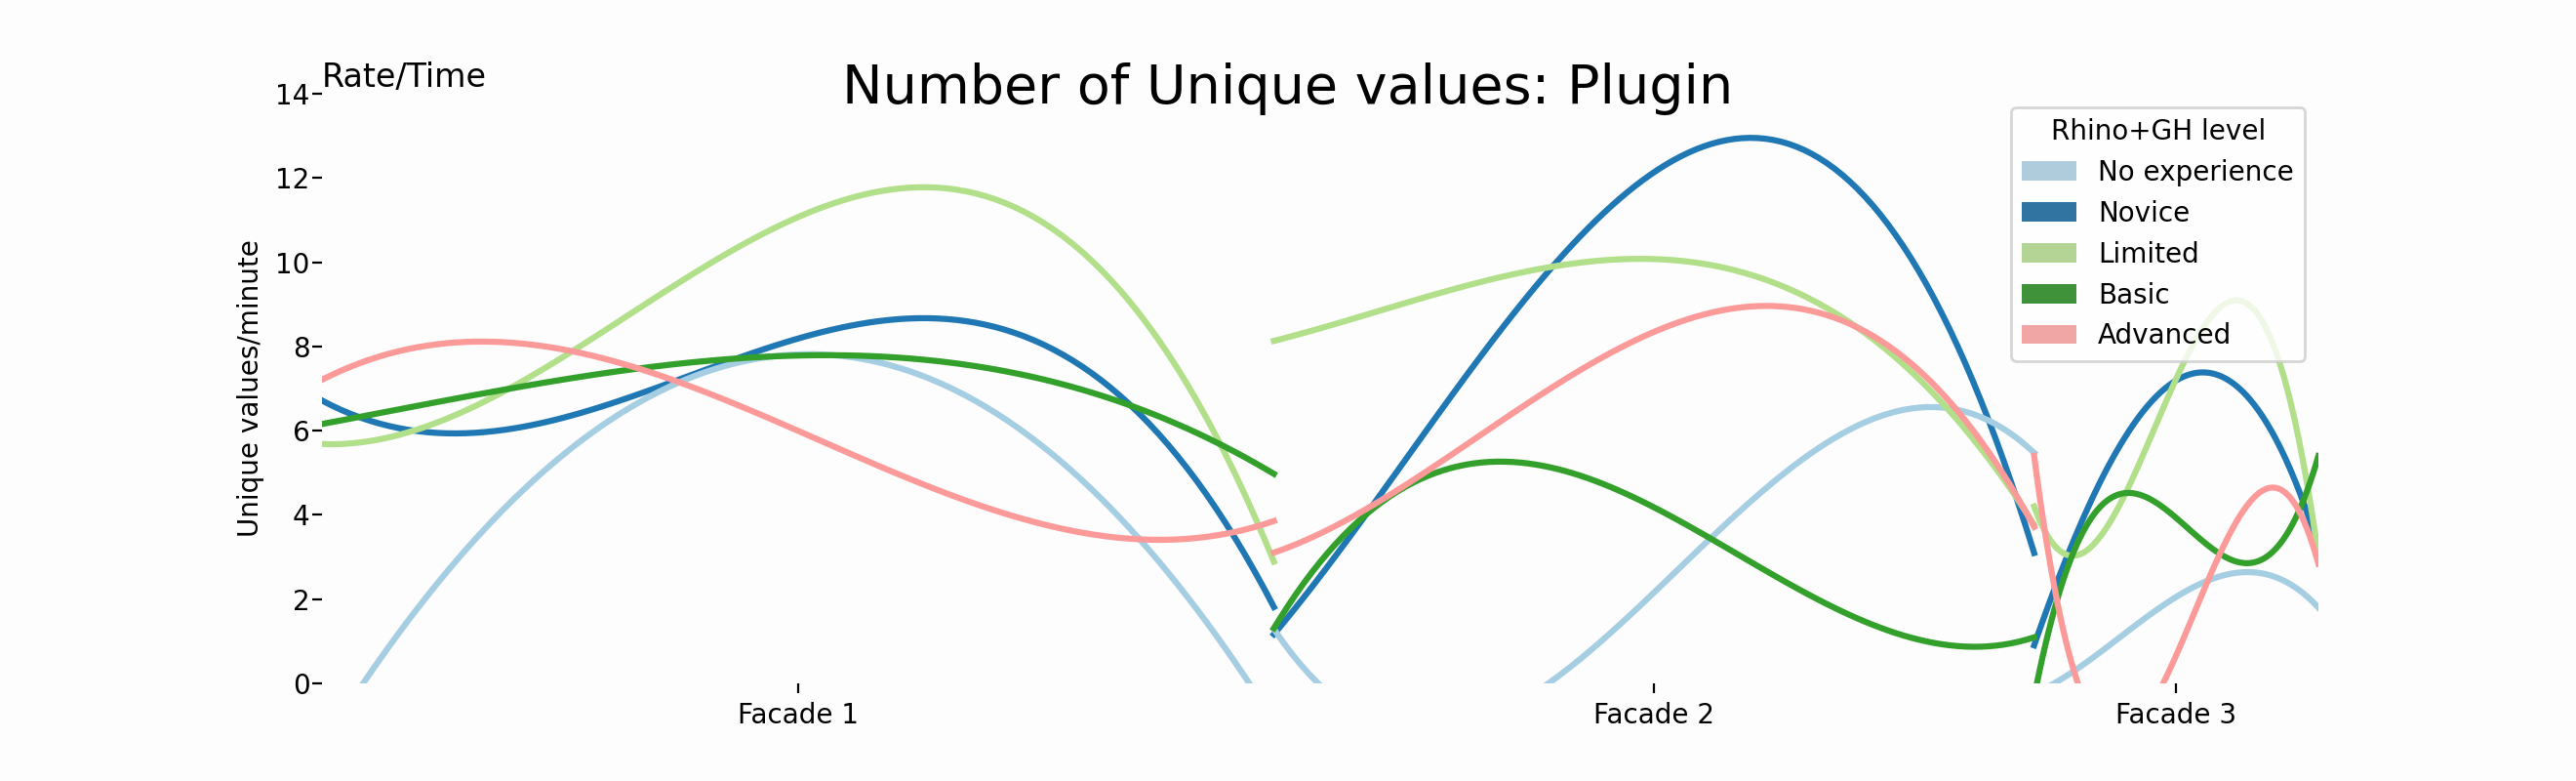 Rate/Time
Number of Unique values: Plugin
Unique values/minute
14
12
10
8
6
4
2
0
Facade 1
Facade 2
Facade 3
Rhino+GH level
No experience
Novice
Limited
Basic
Advanced